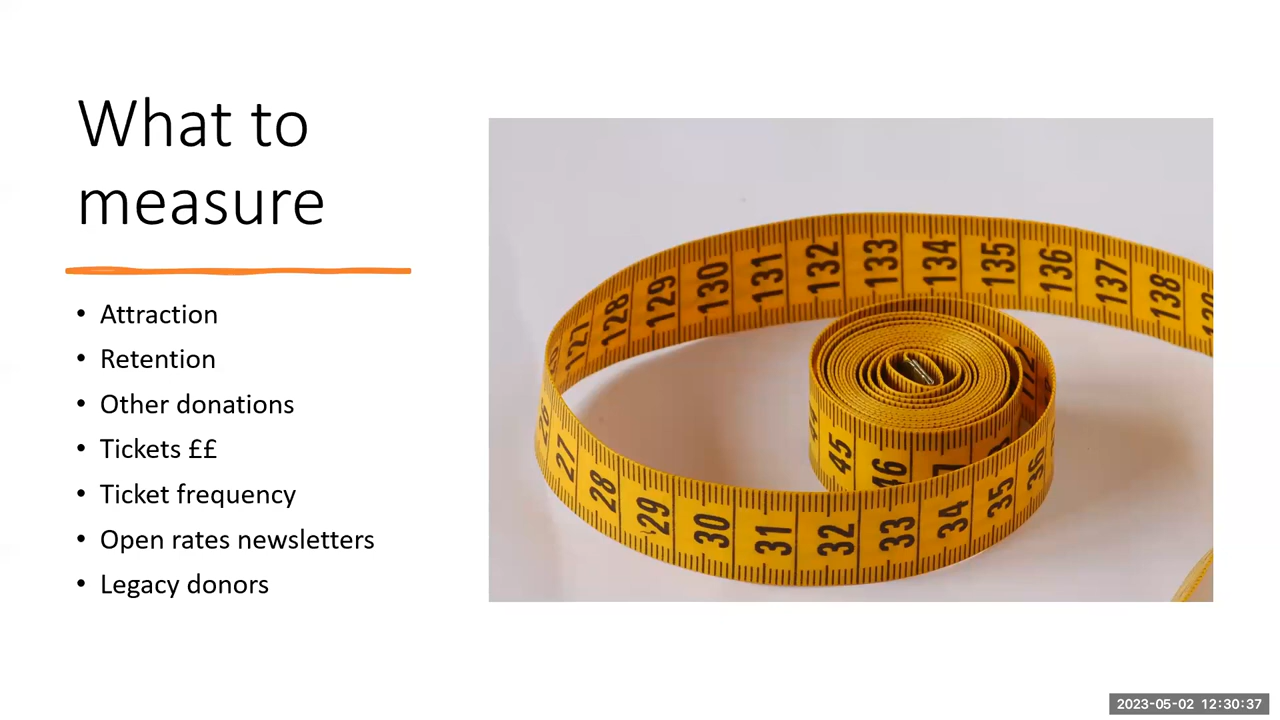 What to
measure
• Attraction
• Retention
• Other donations
• Tickets ££
• Ticket frequency
• Open rates newsletters
• Legacy donors
127 128 129 130 131 132 133 134 135 136 137 138
45 46
27 28 29 30 31 32 33 34 35 36
2023-05-02 12:30:37